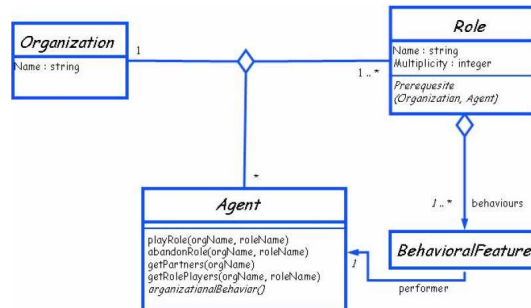 Organization
Name : string
1
Role
Name : string
Multiplicity : integer
Prerequesite
(Organization, Agent)
1..*
*
Agent
playRole(orgName, roleName)
abandonRole(orgName, roleName)
getPartners(orgName)
getRolePlayers(orgName, roleName)
organizationalBehavior()
1..*
behaviours
BehavioralFeature
1
performer